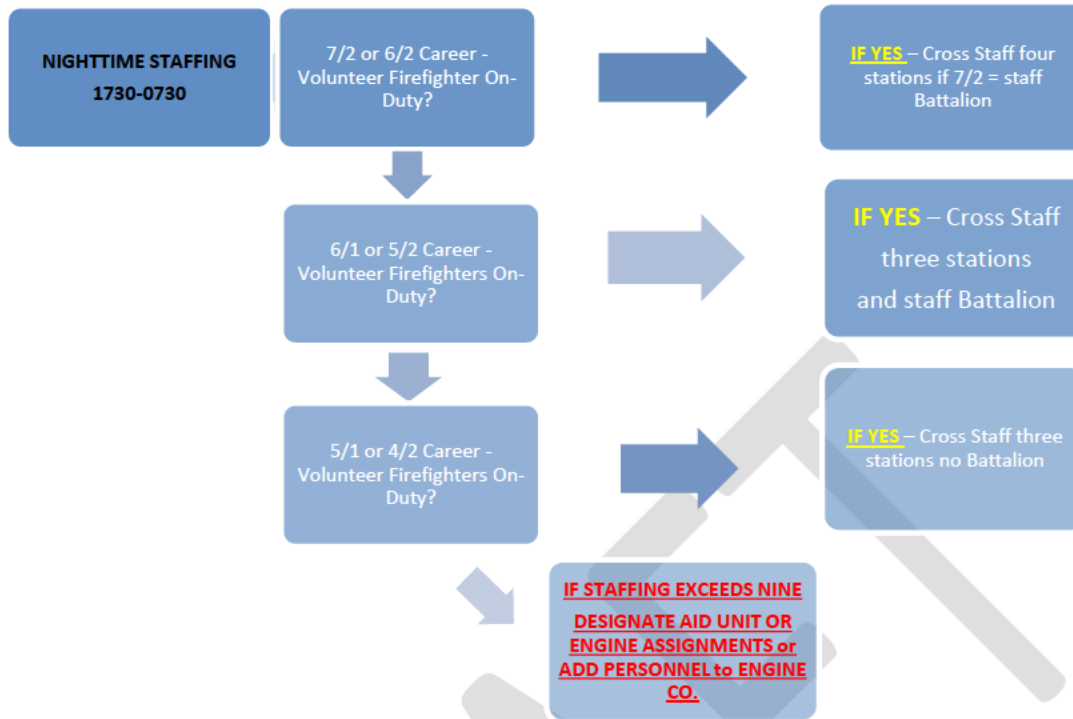 NIGHTTIME STAFFING
1730-0730
7/2 or 6/2 Career -
Volunteer Firefighter On-
Duty?
IF YES – Cross Staff four
stations if 7/2 = staff
Battalion
6/1 or 5/2 Career -
Volunteer Firefighters On-
Duty?
IF YES – Cross Staff
three stations
and staff Battalion
5/1 or 4/2 Career -
Volunteer Firefighters On-
Duty?
IF YES – Cross Staff three
stations no Battalion
IF STAFFING EXCEEDS NINE
DESIGNATE AID UNIT OR
ENGINE ASSIGNMENTS or
ADD PERSONNEL to ENGINE
CO.